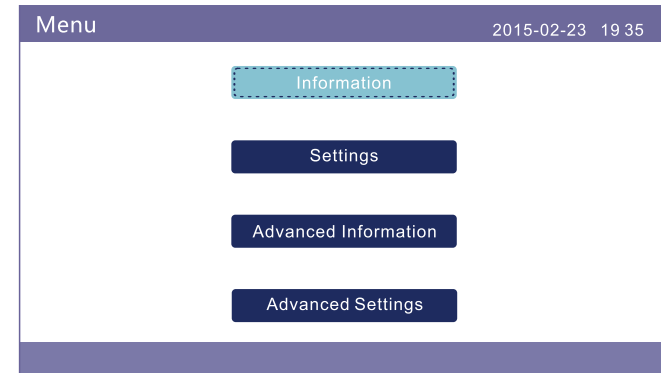 Menu
2015-02-23 19 35
Information
Settings
Advanced Information
Advanced Settings